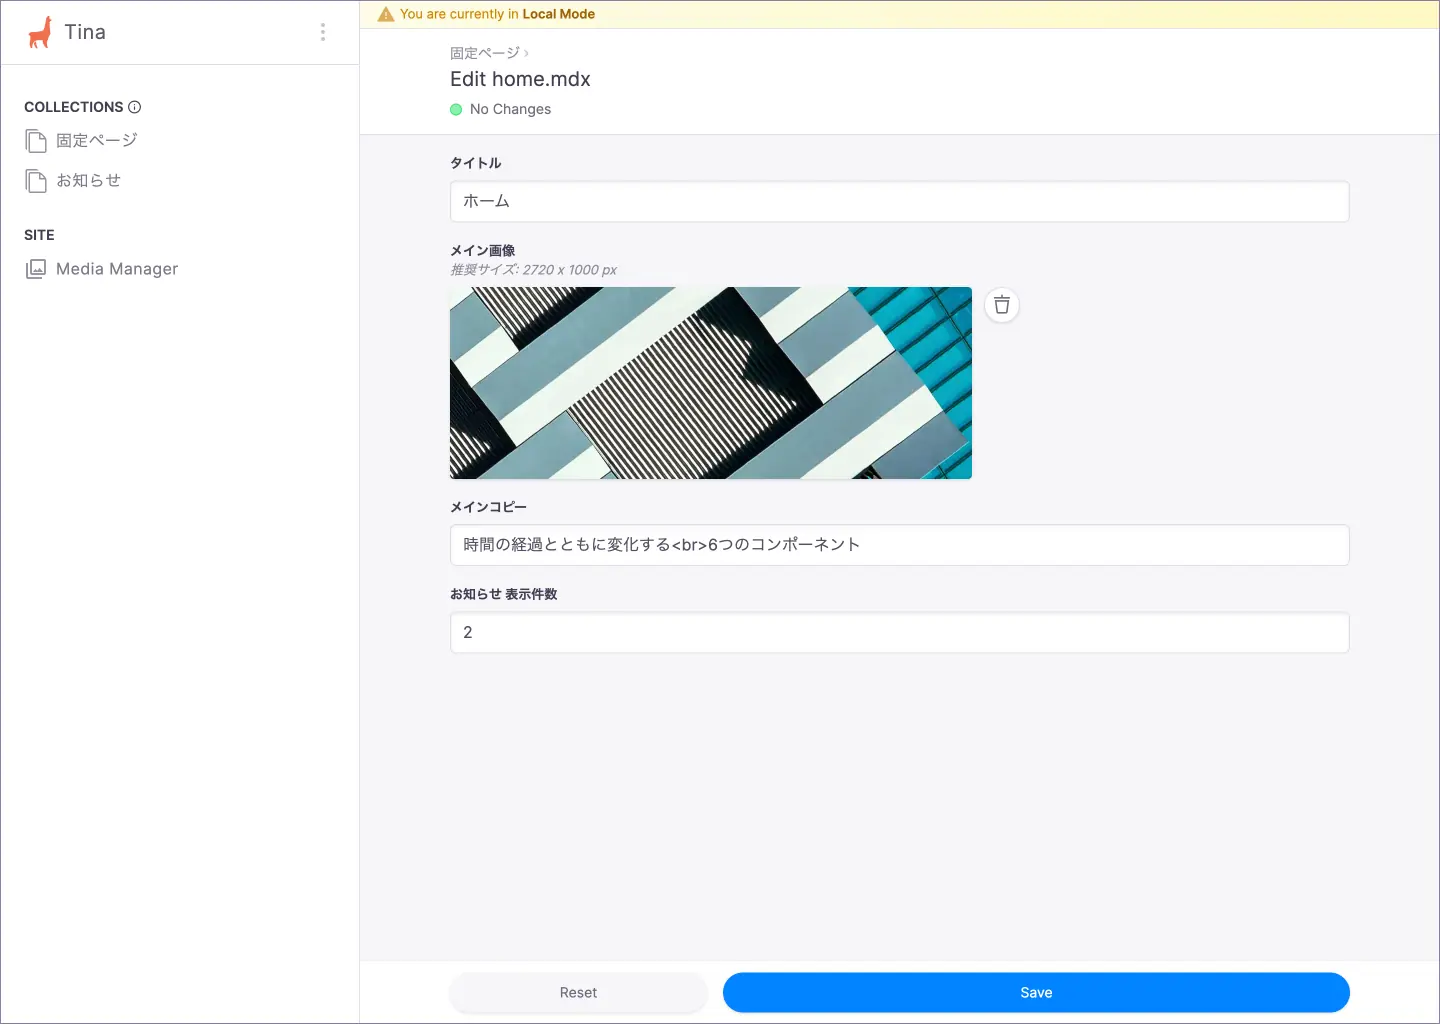 Tina
COLLECTIONS
固定ページ
お知らせ
SITE
Media Manager
You are currently in Local Mode
固定ページ ›
Edit home.mdx
No Changes
タイトル
ホーム
メイン画像
推奨サイズ: 2720 x 1000 px
メインコピー
時間の経過とともに変化する<br>6つのコンポーネント
お知らせ 表示件数
2
Reset
Save